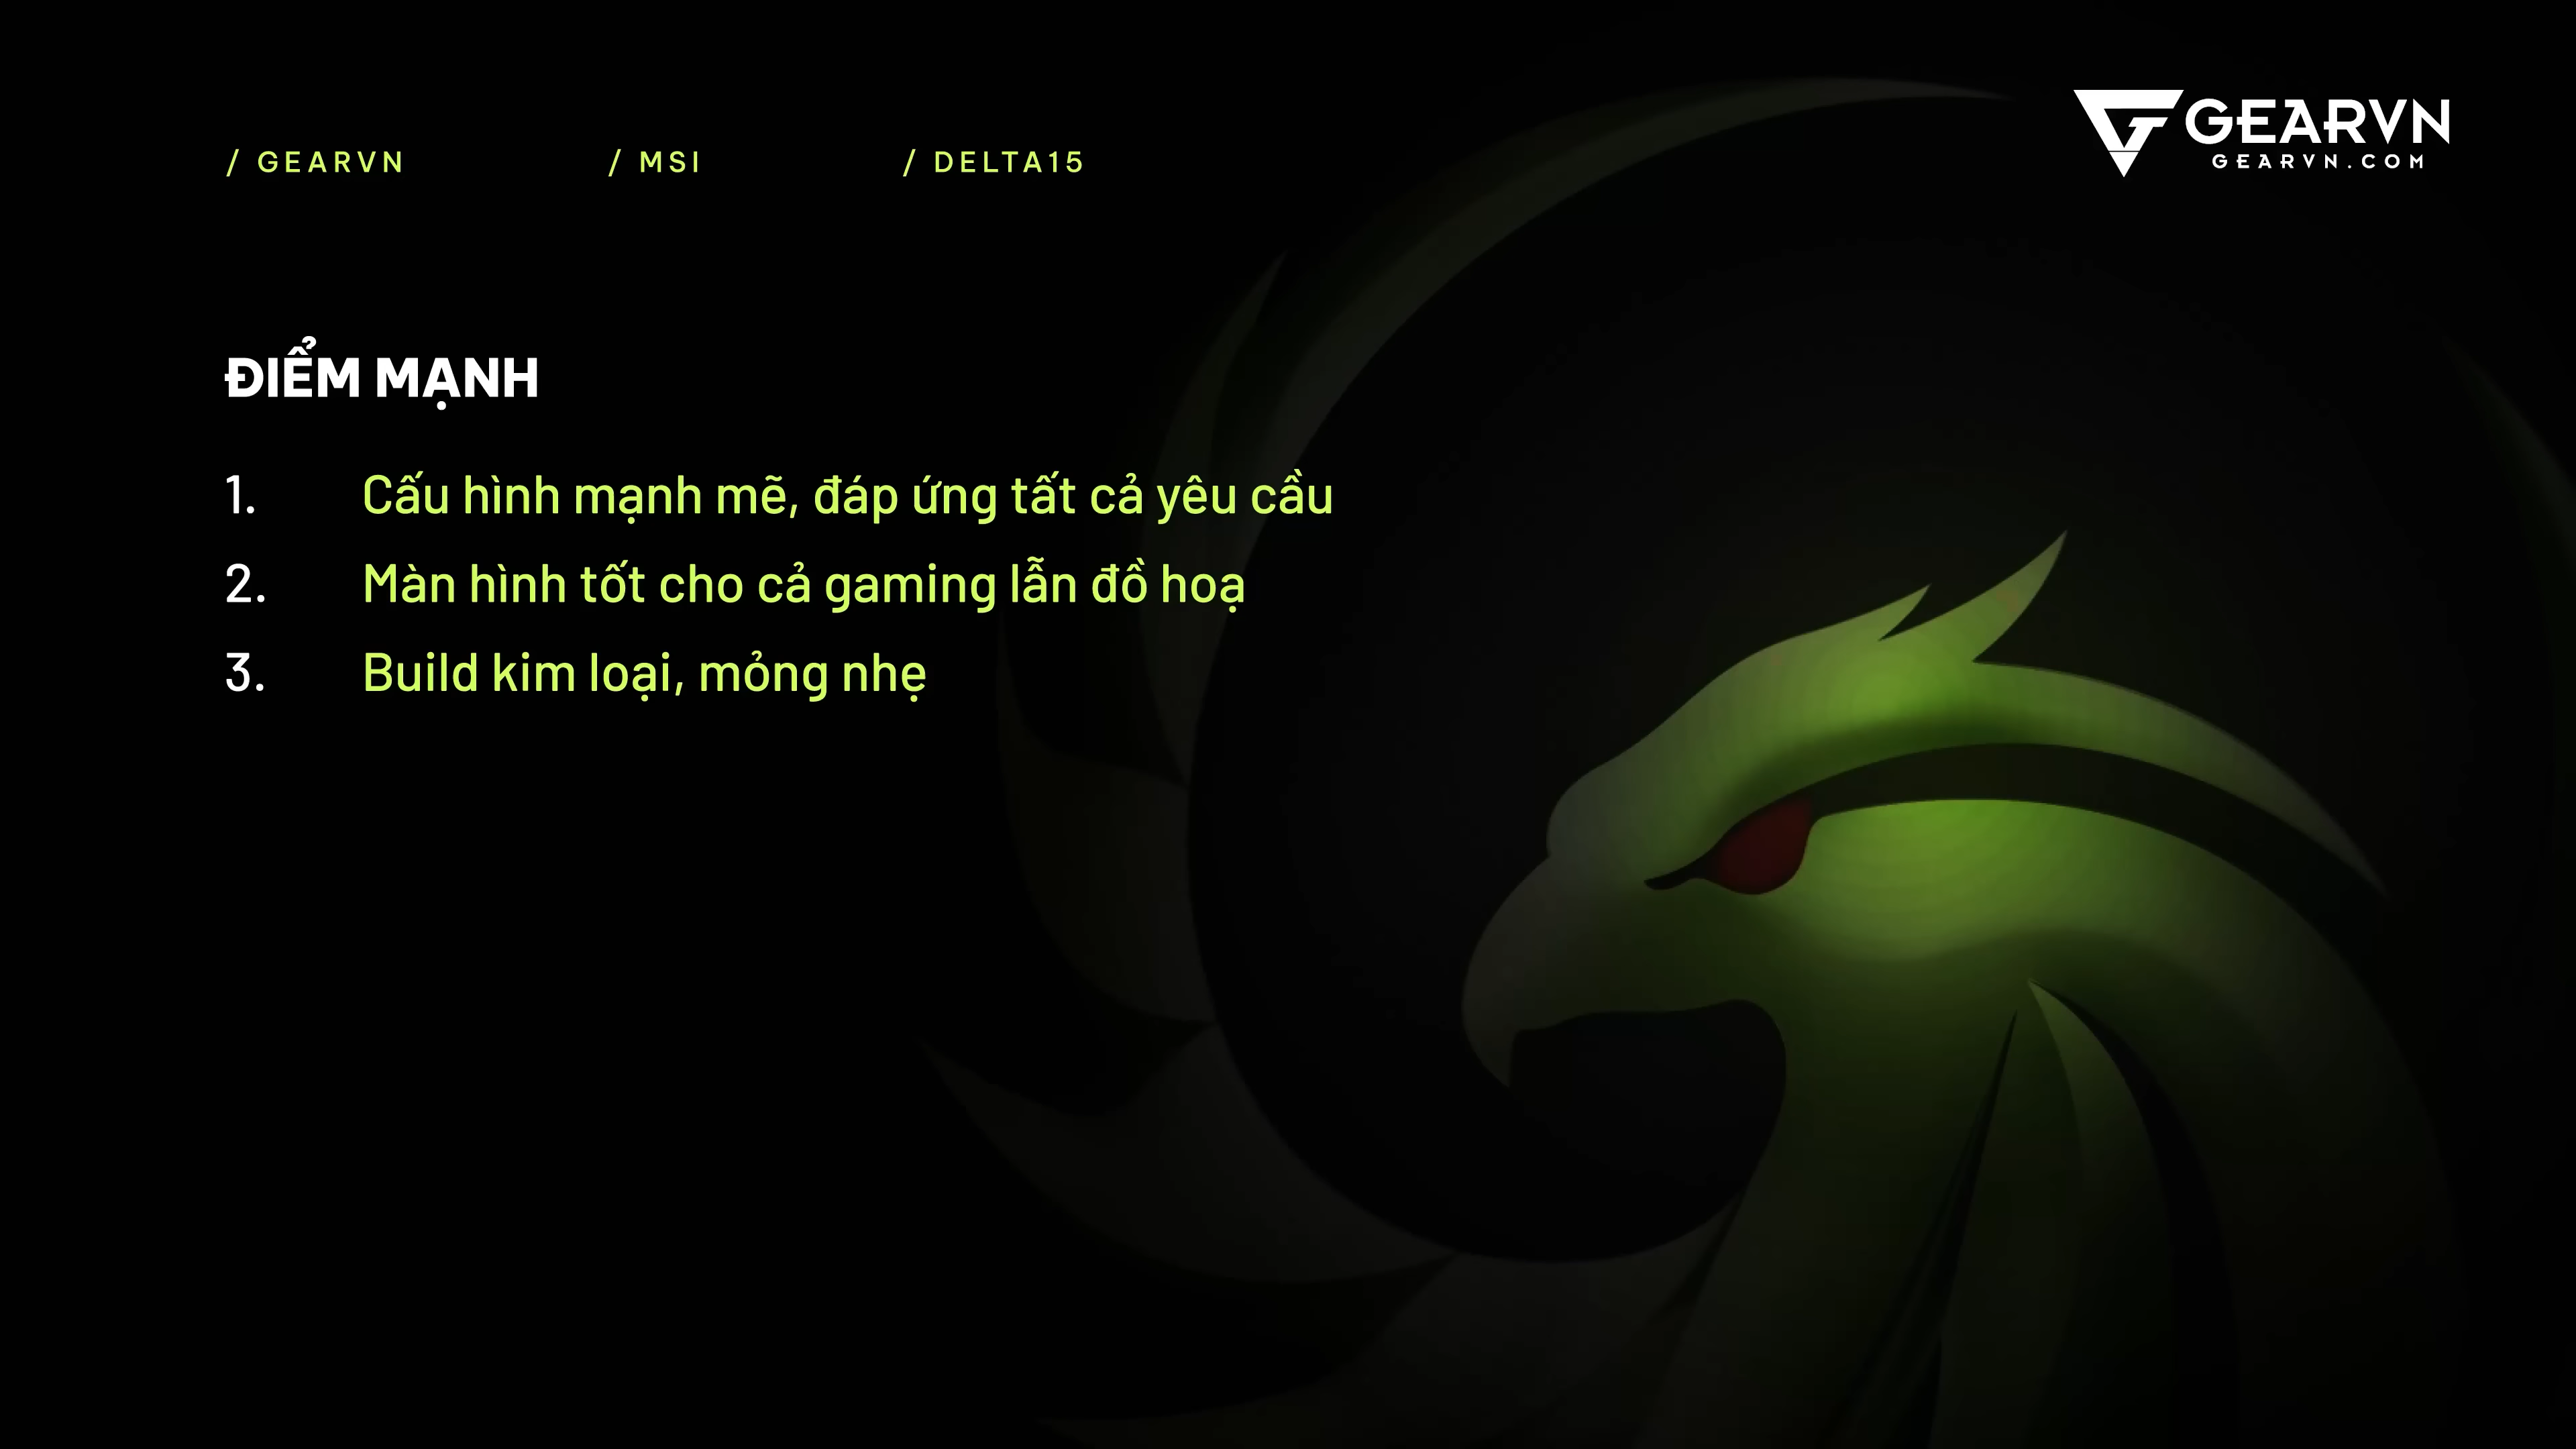 / GEARVN / MSI / DELTA15
GEARVN
GEARVN.COM
ĐIỂM MẠNH
1. Cấu hình mạnh mẽ, đáp ứng tất cả yêu cầu
2. Màn hình tốt cho cả gaming lẫn đồ hoạ
3. Build kim loại, mỏng nhẹ